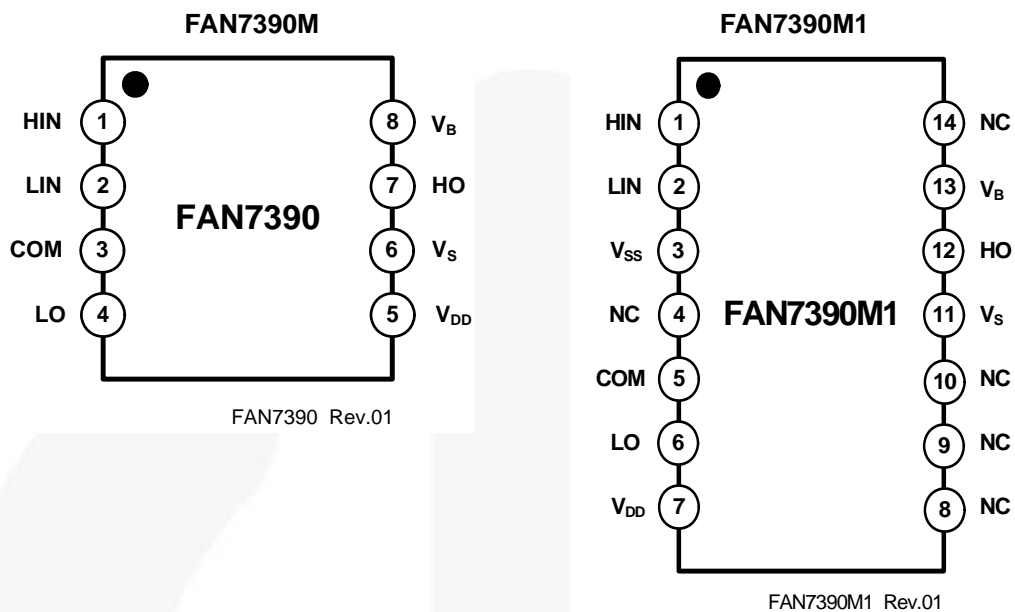 FAN7390M
HIN 1
LIN 2
COM 3
LO 4
8 VB
7 HO
6 VS
5 VDD
FAN7390
FAN7390 Rev.01
FAN7390M1
HIN 1
LIN 2
VSS 3
NC 4
COM 5
LO 6
VDD 7
14 NC
13 VB
12 HO
11 VS
10 NC
9 NC
8 NC
FAN7390M1
FAN7390M1 Rev.01